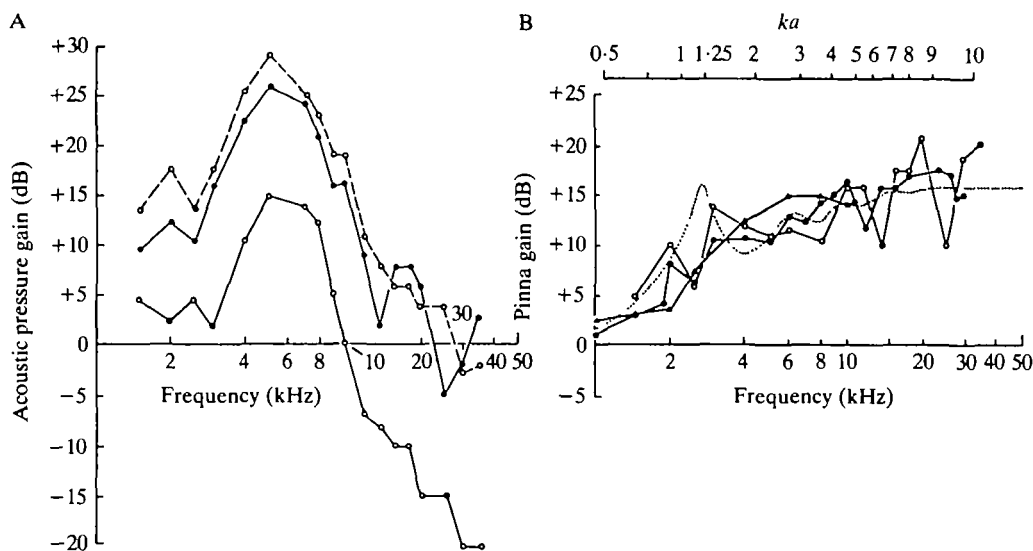 A
Acoustic pressure gain (dB)
+30
+25
+20
+15
+10
+5
0
−5
−10
−15
−20
2 4 6 8 10 20 40 50
30
Frequency (kHz)
B
ka
0·5 1 1·25 2 3 4 5 6 7 8 9 10
Pinna gain (dB)
+25
+20
+15
+10
+5
0
−5
2 4 6 8 10 20 30 40 50
Frequency (kHz)